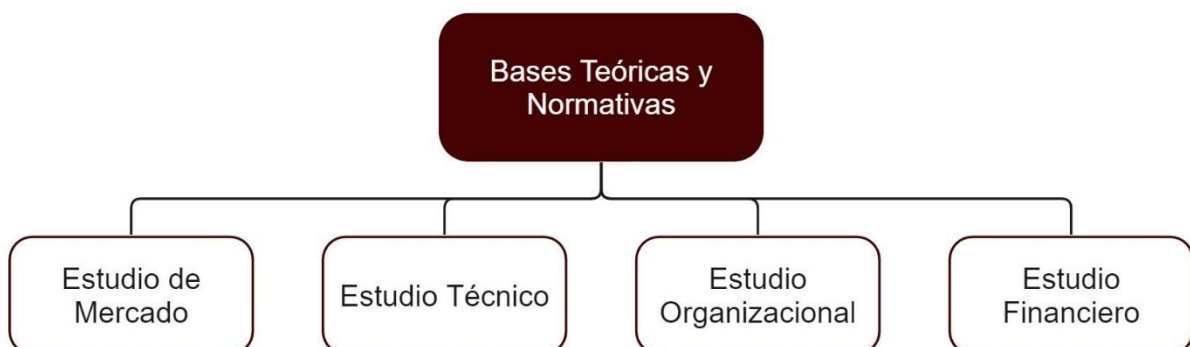 Bases Teóricas y
Normativas
Estudio de
Mercado
Estudio Técnico
Estudio
Organizacional
Estudio
Financiero